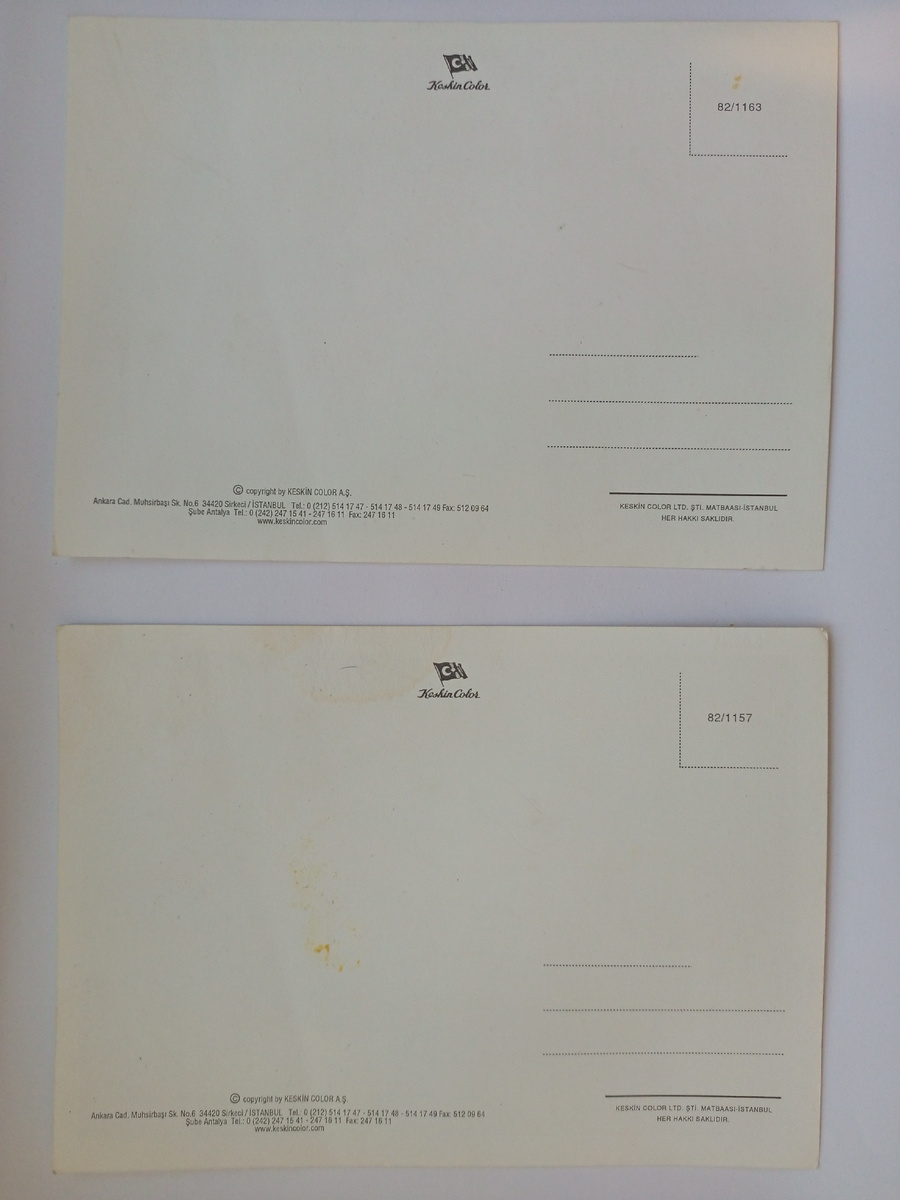 Keskin Color
82/1163
© copyright by KESKİN COLOR A.Ş.
Ankara Cad. Muhsirbaşı Sk. No.6 34420 Sirkeci / İSTANBUL Tel.: 0 (212) 514 17 47 - 514 17 48 - 514 17 49 Fax: 512 09 64
Şube Antalya Tel.: 0 (242) 247 15 41 - 247 16 11 Fax: 247 16 11
www.keskincolor.com
KESKİN COLOR LTD. ŞTİ. MATBAASI-İSTANBUL
HER HAKKI SAKLIDIR.
Keskin Color
82/1157
© copyright by KESKİN COLOR A.Ş.
Ankara Cad. Muhsirbaşı Sk. No.6 34420 Sirkeci / İSTANBUL Tel.: 0 (212) 514 17 47 - 514 17 48 - 514 17 49 Fax: 512 09 64
Şube Antalya Tel.: 0 (242) 247 15 41 - 247 16 11 Fax: 247 16 11
www.keskincolor.com
KESKİN COLOR LTD. ŞTİ MATBAASI-İSTANBUL
HER HAKKI SAKLIDIR.